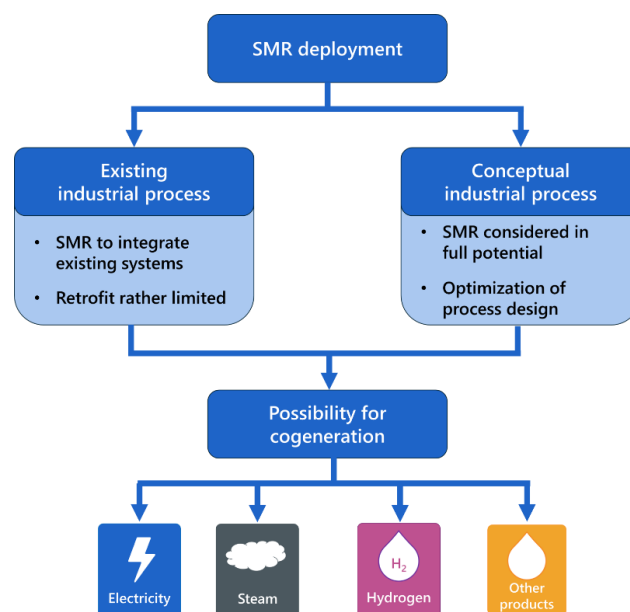 SMR deployment
Existing
industrial process
• SMR to integrate
existing systems
• Retrofit rather limited
Conceptual
industrial process
• SMR considered in
full potential
• Optimization of
process design
Possibility for
cogeneration
Electricity
Steam
H₂
Hydrogen
Other
products